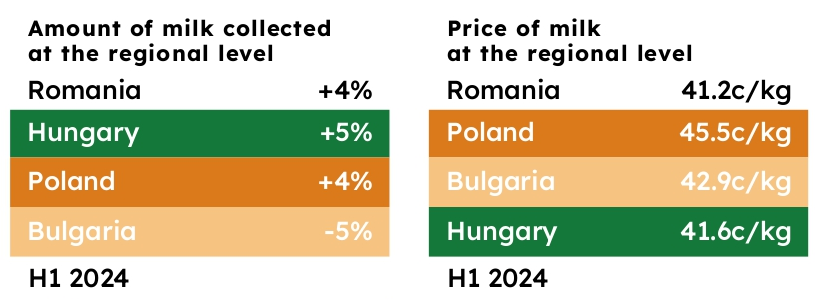 Amount of milk collected
at the regional level
Romania +4%
Hungary +5%
Poland +4%
Bulgaria -5%
H1 2024
Price of milk
at the regional level
Romania 41.2c/kg
Poland 45.5c/kg
Bulgaria 42.9c/kg
Hungary 41.6c/kg
H1 2024